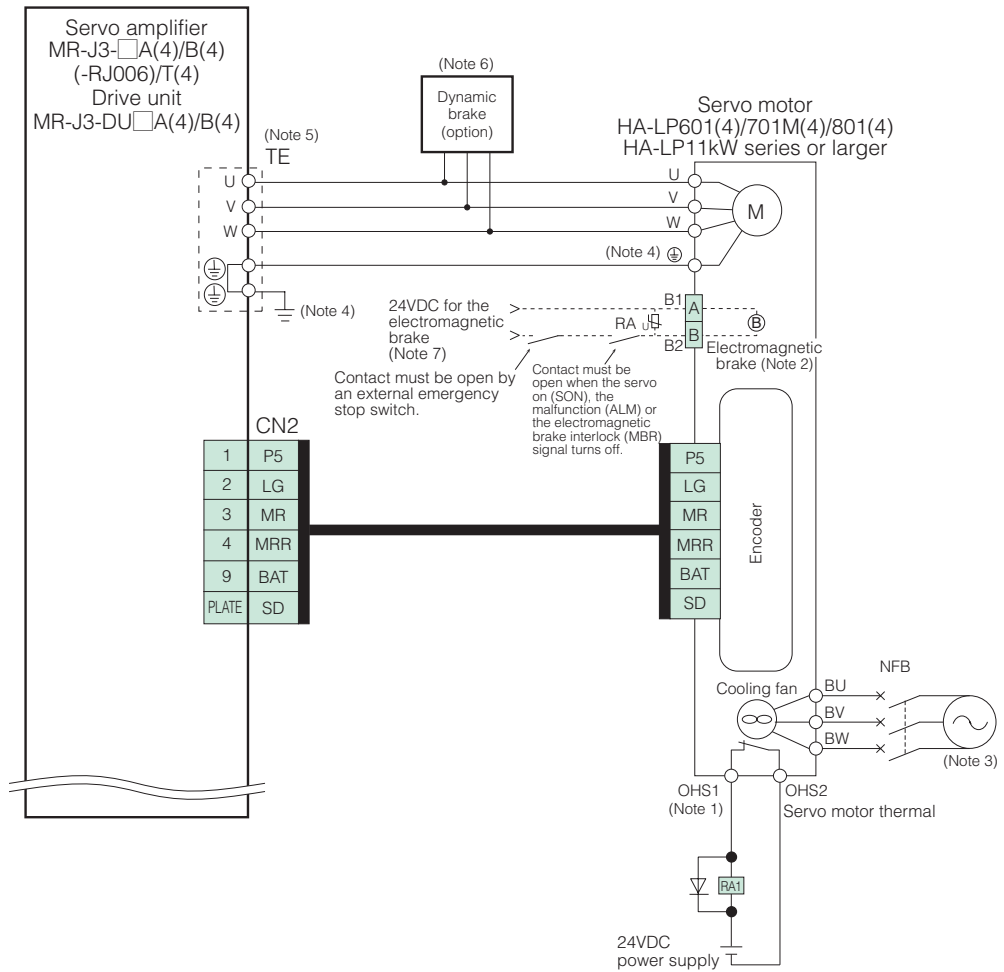 Servo amplifier
MR-J3-□A(4)/B(4)
(-RJ006)/T(4)
Drive unit
MR-J3-DU□A(4)/B(4)
(Note 5)
TE
U
V
W
(Note 4)
(Note 6)
Dynamic
brake
(option)
Servo motor
HA-LP601(4)/701M(4)/801(4)
HA-LP11kW series or larger
U
V
W
(Note 4)
M
24VDC for the
electromagnetic
brake
(Note 7)
B1
A
RA
U
B
B2
B
Electromagnetic
brake (Note 2)
Contact must be open by
an external emergency
stop switch.
Contact must be
open when the servo
on (SON), the
malfunction (ALM) or
the electromagnetic
brake interlock (MBR)
signal turns off.
CN2
1 P5
2 LG
3 MR
4 MRR
9 BAT
PLATE SD
P5
LG
MR
MRR
BAT
SD
Encoder
Cooling fan
BU
BV
BW
NFB
(Note 3)
OHS1
(Note 1)
OHS2
Servo motor thermal
RA1
24VDC
power supply